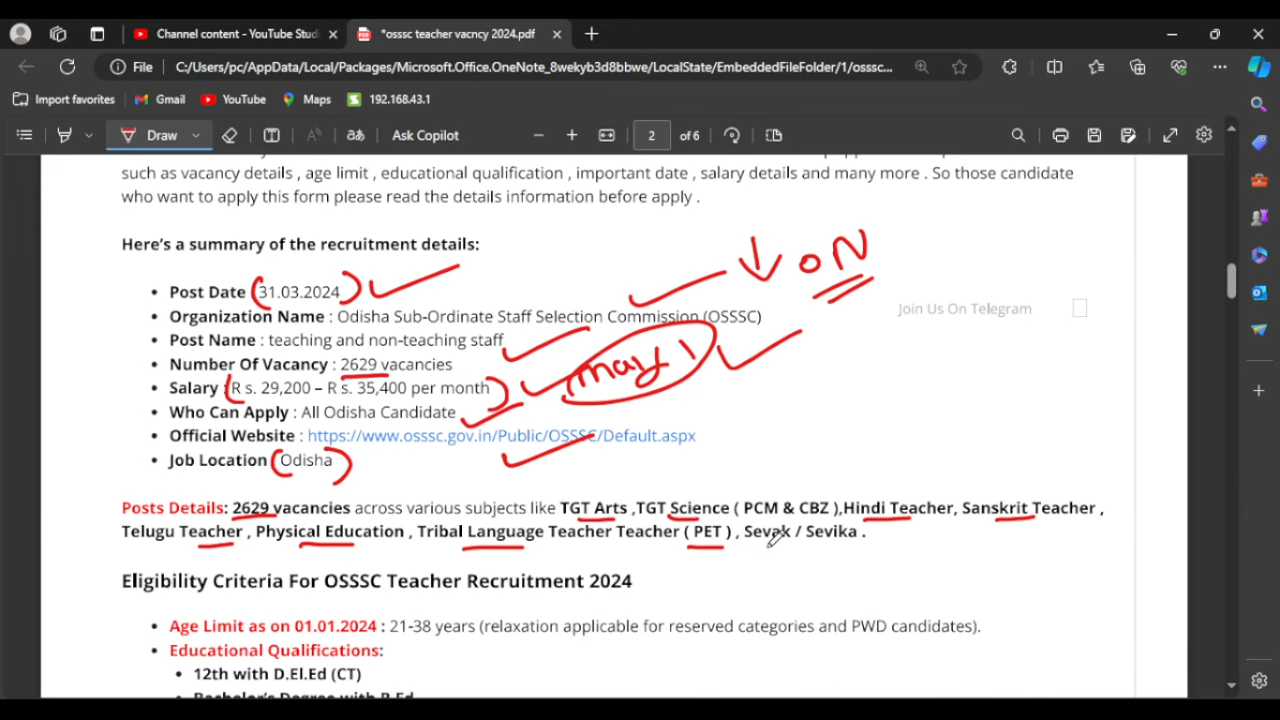 Channel content - YouTube Stud
*osssc teacher vacncy 2024.pdf
File
C:/Users/pc/AppData/Local/Packages/Microsoft.Office.OneNote_8wekyb3d8bbwe/LocalState/EmbeddedFileFolder/1/osssc...
Import favorites
Gmail
YouTube
Maps
192.168.43.1
Draw
Ask Copilot
2 of 6
such as vacancy details , age limit , educational qualification , important date , salary details and many more . So those candidate
who want to apply this form please read the details information before apply .
Here's a summary of the recruitment details:
ON
• Post Date (31.03.2024)
Join Us On Telegram
• Organization Name : Odisha Sub-Ordinate Staff Selection Commission (OSSSC)
• Post Name : teaching and non-teaching staff
• Number Of Vacancy : 2629 vacancies
may 1
• Salary : R s. 29,200 – R s. 35,400 per month
• Who Can Apply : All Odisha Candidate
• Official Website : https://www.osssc.gov.in/Public/OSSSC/Default.aspx
• Job Location (Odisha)
Posts Details: 2629 vacancies across various subjects like TGT Arts ,TGT Science ( PCM & CBZ ),Hindi Teacher, Sanskrit Teacher ,
Telugu Teacher , Physical Education , Tribal Language Teacher Teacher ( PET ) , Sevak / Sevika .
Eligibility Criteria For OSSSC Teacher Recruitment 2024
• Age Limit as on 01.01.2024 : 21-38 years (relaxation applicable for reserved categories and PWD candidates).
• Educational Qualifications:
• 12th with D.El.Ed (CT)
• Bachelor's Degree with B.Ed